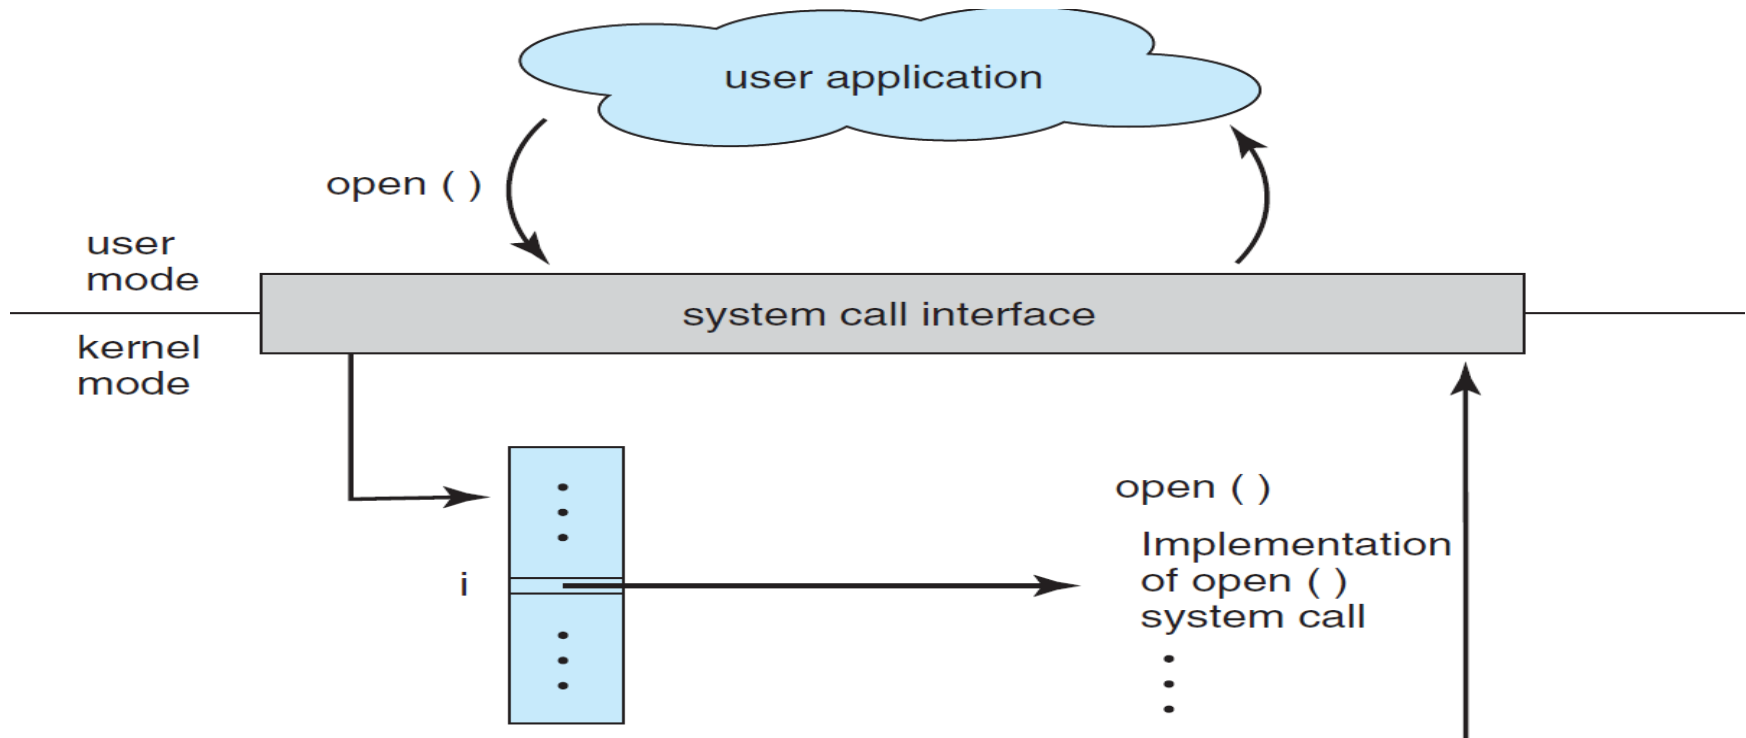 user application
open ( )
user
mode
system call interface
kernel
mode
open ( )
Implementation
of open ( )
system call
i